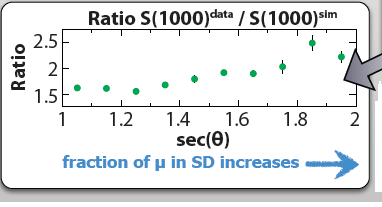 Ratio S(1000)ᵈᵃᵗᵃ / S(1000)ˢⁱᵐ
Ratio
2.5
2
1.5
1 1.2 1.4 1.6 1.8 2
sec(θ)
fraction of μ in SD increases